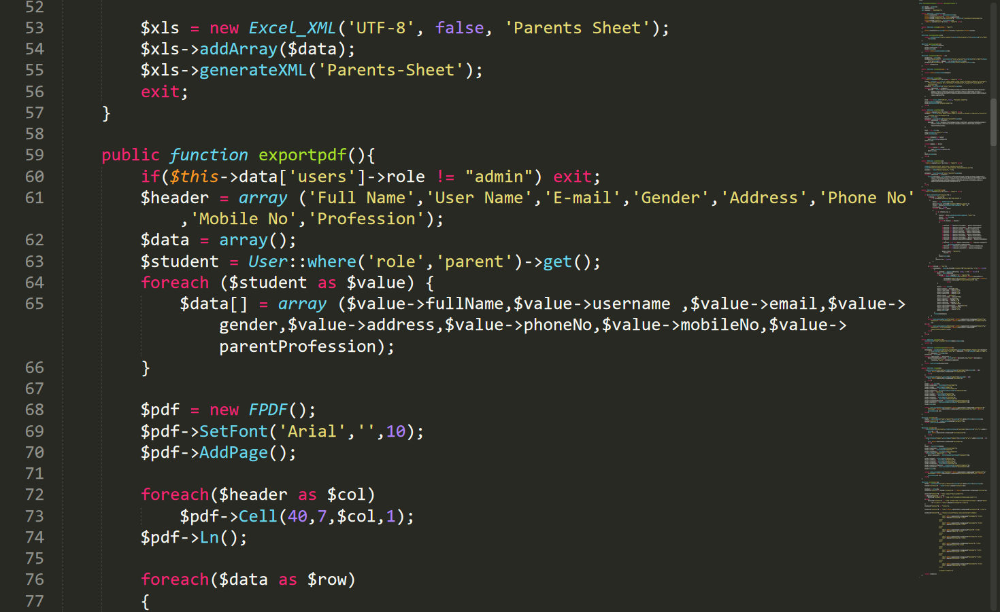 52
53 $xls = new Excel_XML('UTF-8', false, 'Parents Sheet');
54 $xls->addArray($data);
55 $xls->generateXML('Parents-Sheet');
56 exit;
57 }
58
59 public function exportpdf(){
60 if($this->data['users']->role != "admin") exit;
61 $header = array ('Full Name','User Name','E-mail','Gender','Address','Phone No'
,'Mobile No','Profession');
62 $data = array();
63 $student = User::where('role','parent')->get();
64 foreach ($student as $value) {
65 $data[] = array ($value->fullName,$value->username ,$value->email,$value->
gender,$value->address,$value->phoneNo,$value->mobileNo,$value->
parentProfession);
66 }
67
68 $pdf = new FPDF();
69 $pdf->SetFont('Arial','',10);
70 $pdf->AddPage();
71
72 foreach($header as $col)
73 $pdf->Cell(40,7,$col,1);
74 $pdf->Ln();
75
76 foreach($data as $row)
77 {